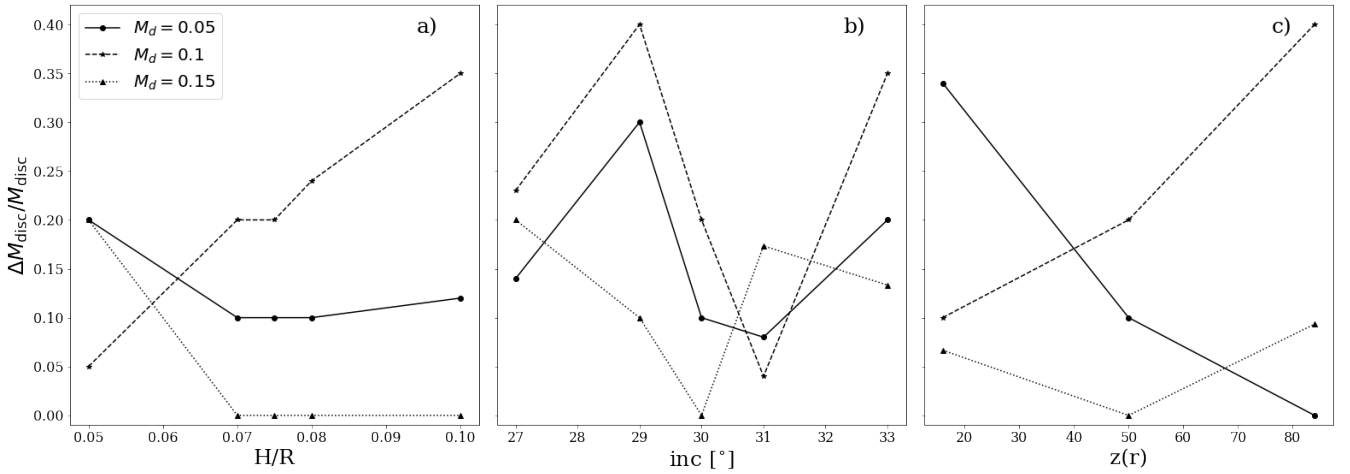 a) b) c)
M_d = 0.05
M_d = 0.1
M_d = 0.15
ΔM_disc/M_disc
0.40
0.35
0.30
0.25
0.20
0.15
0.10
0.05
0.00
0.05 0.06 0.07 0.08 0.09 0.10
27 28 29 30 31 32 33
20 30 40 50 60 70 80
H/R
inc [°]
z(r)